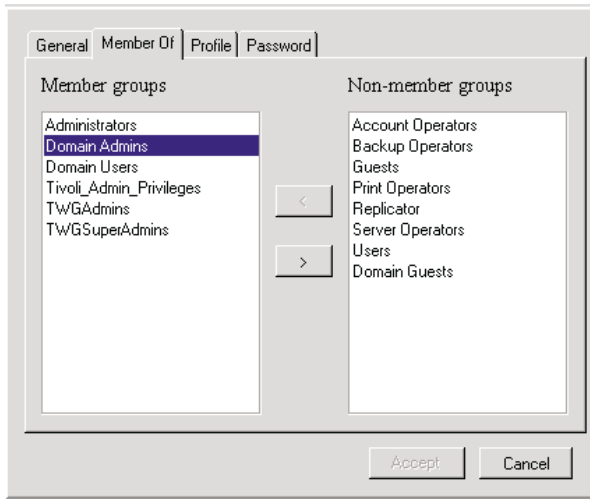 General Member Of Profile Password
Member groups
Administrators
Domain Admins
Domain Users
Tivoli_Admin_Privileges
TWGAdmins
TWGSuperAdmins
<
>
Non-member groups
Account Operators
Backup Operators
Guests
Print Operators
Replicator
Server Operators
Users
Domain Guests
Accept Cancel